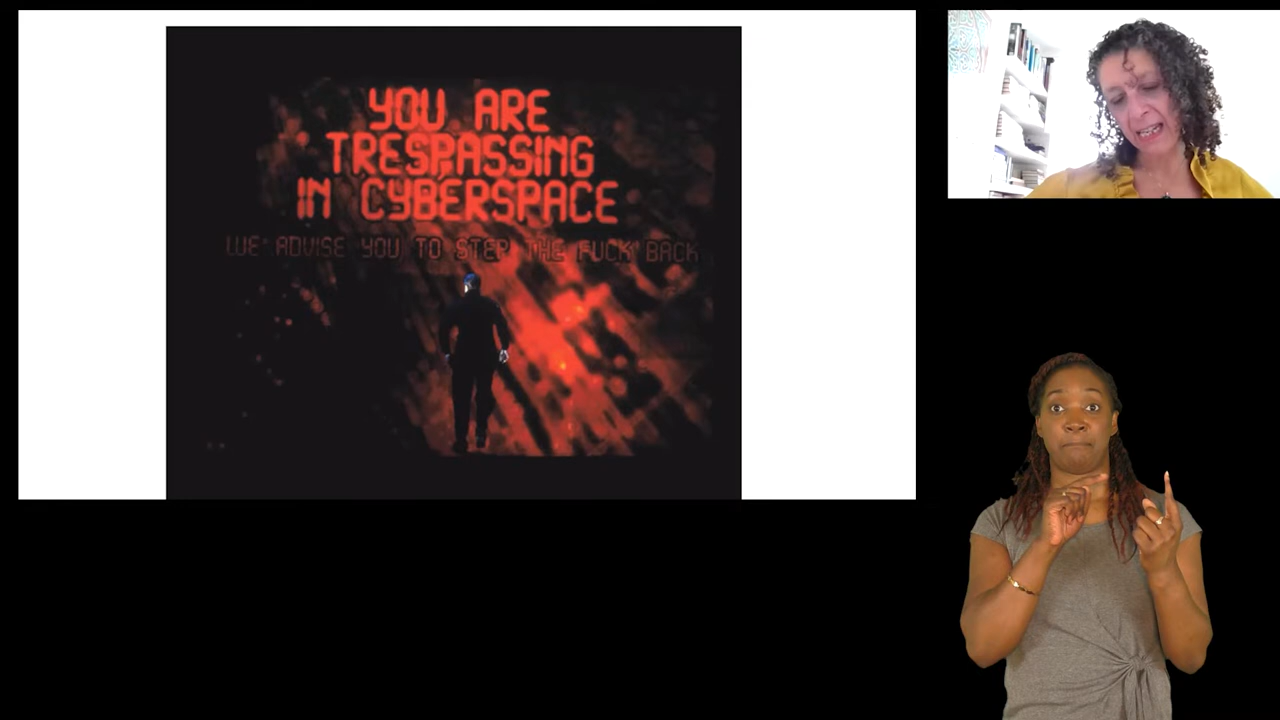 YOU ARE
TRESPASSING
IN CYBERSPACE
WE ADVISE YOU TO STEP THE FUCK BACK